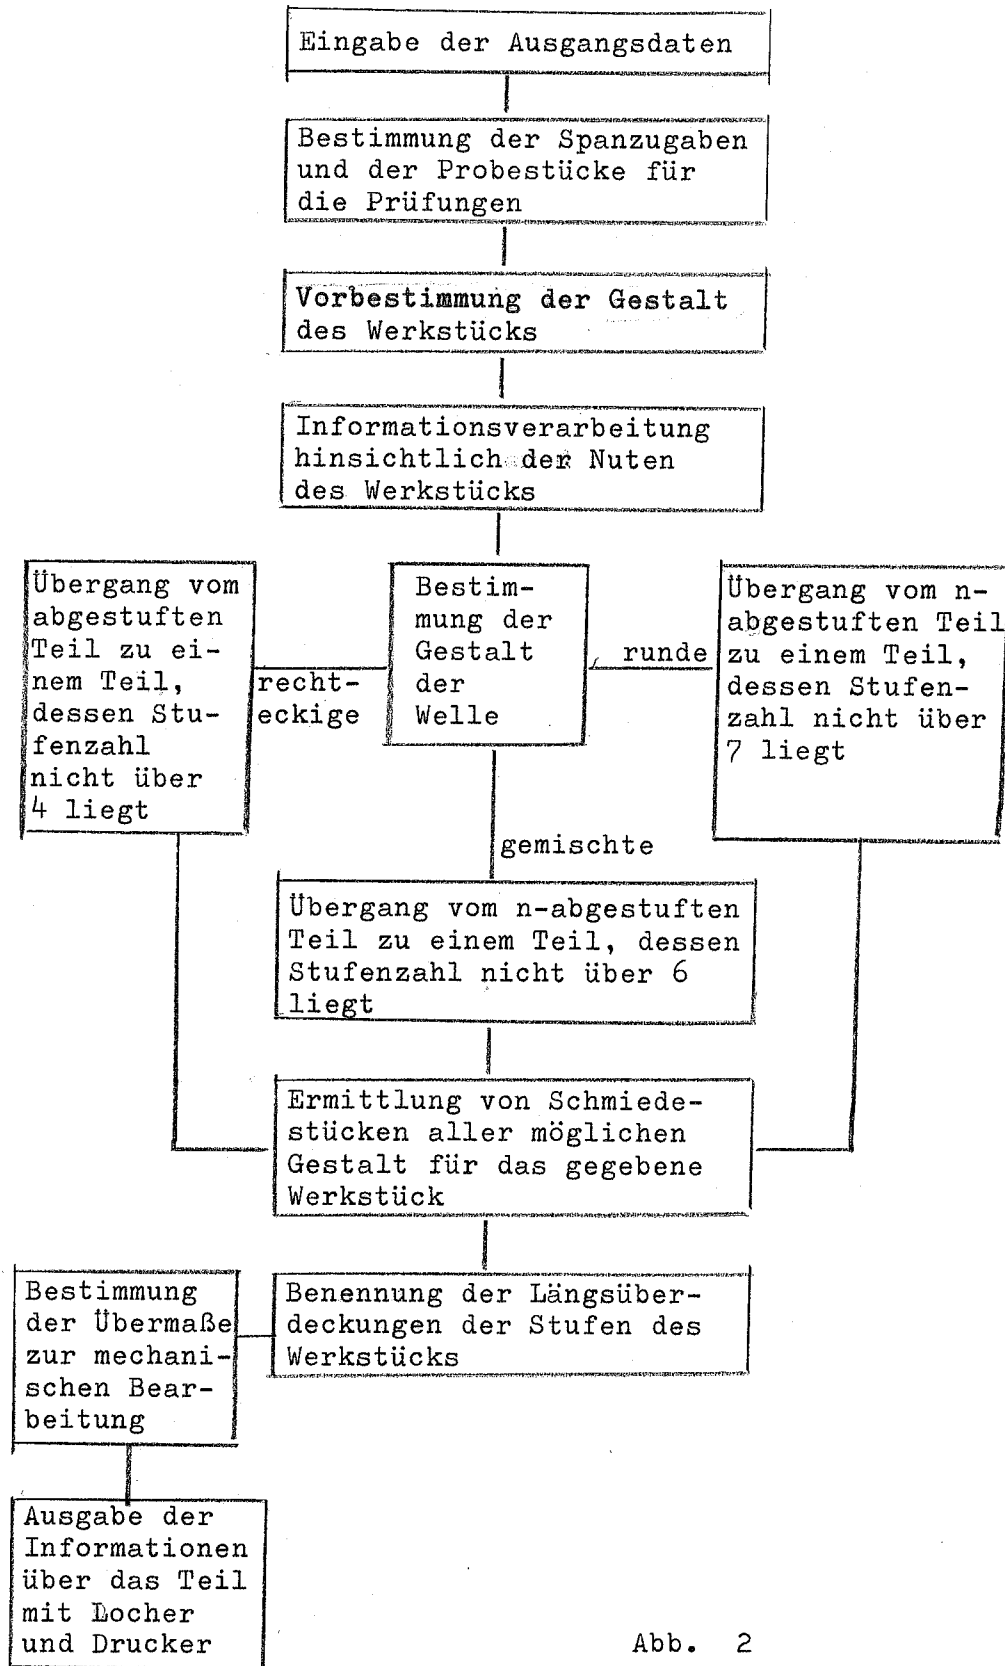 Eingabe der Ausgangsdaten
Bestimmung der Spanzugaben
und der Probestücke für
die Prüfungen
Vorbestimmung der Gestalt
des Werkstücks
Informationsverarbeitung
hinsichtlich der Nuten
des Werkstücks
Übergang vom
abgestuften
Teil zu ei-
nem Teil,
dessen Stu-
fenzahl
nicht über
4 liegt
recht-
eckige
Bestim-
mung der
Gestalt
der
Welle
runde
Übergang vom n-
abgestuften Teil
zu einem Teil,
dessen Stufen-
zahl nicht über
7 liegt
gemischte
Übergang vom n-abgestuften
Teil zu einem Teil, dessen
Stufenzahl nicht über 6
liegt
Ermittlung von Schmiede-
stücken aller möglichen
Gestalt für das gegebene
Werkstück
Benennung der Längsüber-
deckungen der Stufen des
Werkstücks
Bestimmung
der Übermaße
zur mechani-
schen Bear-
beitung
Ausgabe der
Informationen
über das Teil
mit Locher
und Drucker
Abb. 2